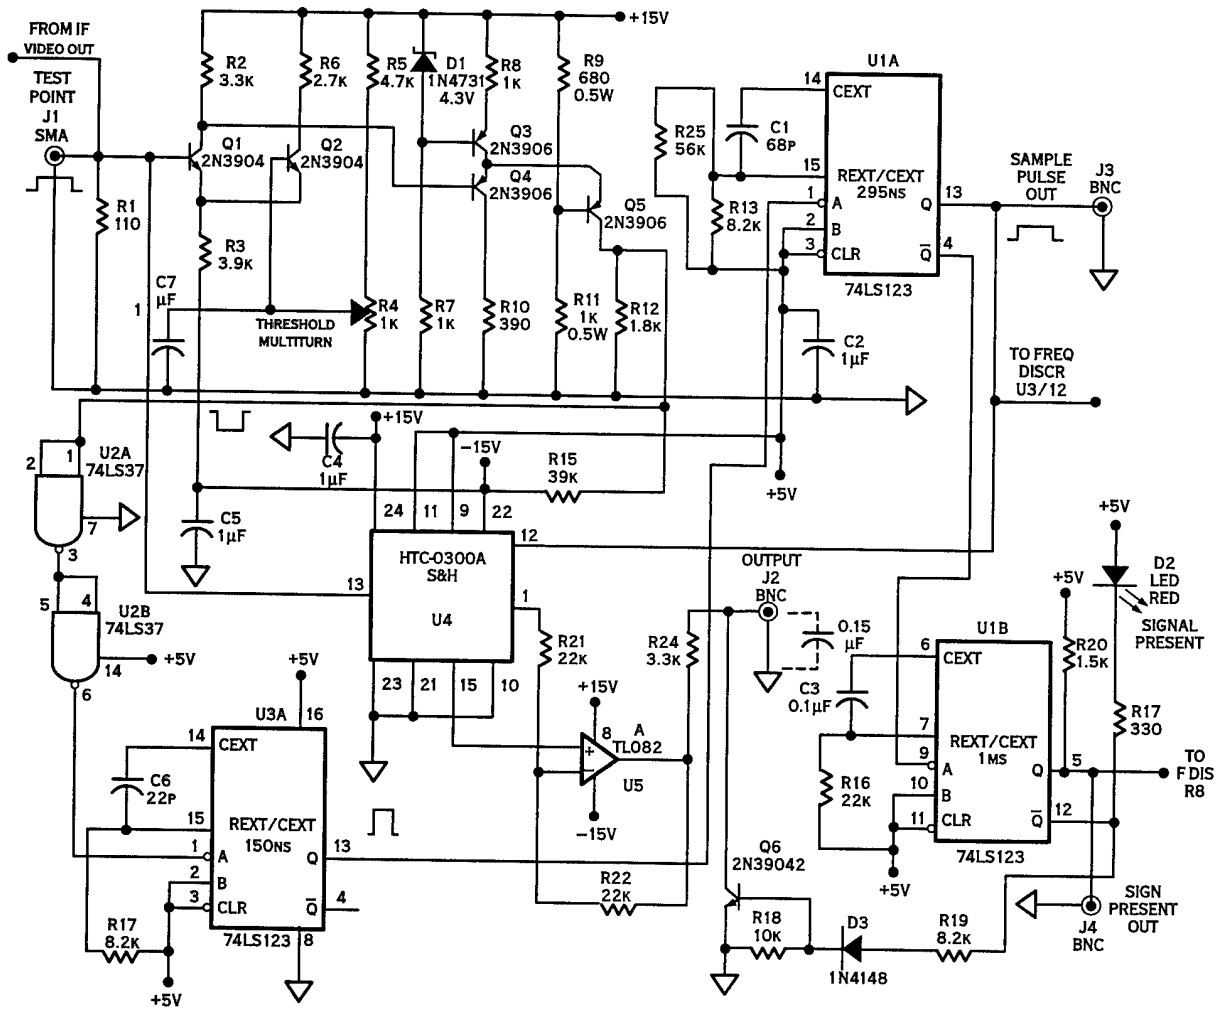 FROM IF
VIDEO OUT
TEST
POINT
J1
SMA
R1
110
R2
3.3K
R6
2.7K
R5
4.7K
D1
1N4731
4.3V
R8
1K
R9
680
0.5W
+15V
Q1
2N3904
Q2
2N3904
Q3
2N3906
Q4
2N3906
Q5
2N3906
R3
3.9K
C7
µF
1
THRESHOLD
MULTITURN
R4
1K
R7
1K
R10
390
R11
1K
0.5W
R12
1.8K
U1A
14
CEXT
C1
68P
R25
56K
15
REXT/CEXT
295NS
1
A
2
B
3
CLR
R13
8.2K
Q
13
Q
4
74LS123
SAMPLE
PULSE
OUT
J3
BNC
C2
1µF
TO FREQ
DISCR
U3/12
+5V
+15V
C4
1µF
-15V
R15
39K
U2A
74LS37
2
1
7
3
C5
1µF
24
11
9
22
HTC-0300A
S&H
U4
12
13
1
23
21
15
10
5
4
U2B
74LS37
14
+5V
6
R21
22K
R24
3.3K
OUTPUT
J2
BNC
0.15
µF
C3
0.1µF
+15V
8
A
TL082
U5
+
−
-15V
R22
22K
+5V
16
U3A
14
CEXT
C6
22P
15
REXT/CEXT
150NS
1
A
2
B
3
CLR
Q
13
Q
4
74LS123
8
R17
8.2K
+5V
+5V
D2
LED
RED
SIGNAL
PRESENT
+5V
R20
1.5K
U1B
6
CEXT
7
REXT/CEXT
1MS
9
A
10
B
11
CLR
Q
5
Q
12
74LS123
R16
22K
+5V
R17
330
TO
F DIS
R8
Q6
2N39042
R18
10K
D3
1N4148
R19
8.2K
J4
BNC
SIGN
PRESENT
OUT